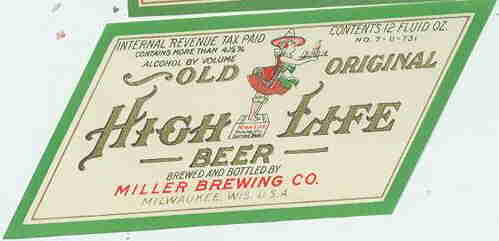 INTERNAL REVENUE TAX PAID
CONTAINS MORE THAN 4½%
ALCOHOL BY VOLUME
CONTENTS 12 FLUID OZ.
NO. 7-U-731
OLD ORIGINAL
HIGH LIFE
BEER
BREWED AND BOTTLED BY
MILLER BREWING CO.
MILWAUKEE, WIS. U.S.A.